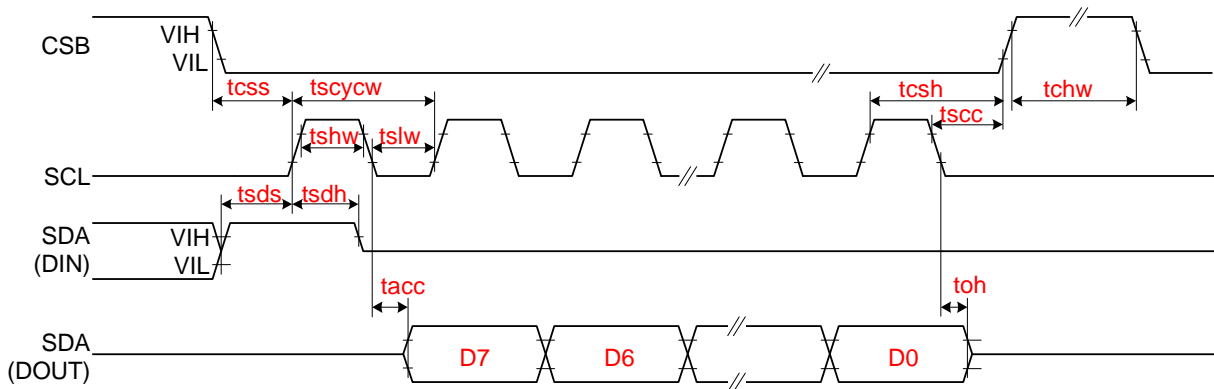 CSB
VIH
VIL
tcss
tscycw
tcsh
tchw
tscc
tshw
tslw
SCL
tsds
tsdh
SDA
(DIN)
VIH
VIL
tacc
toh
SDA
(DOUT)
D7
D6
D0